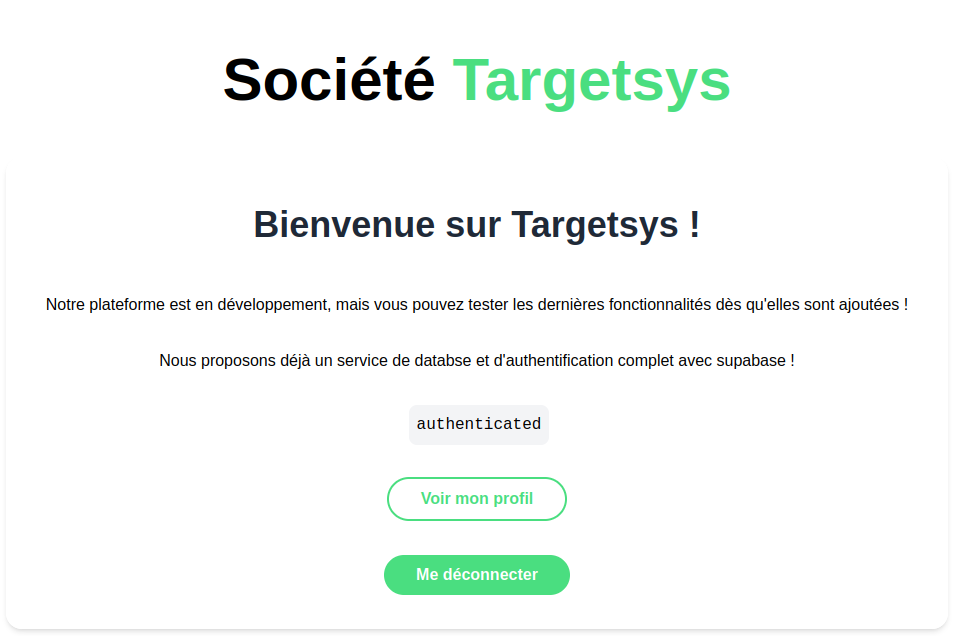 Société Targetsys
Bienvenue sur Targetsys !
Notre plateforme est en développement, mais vous pouvez tester les dernières fonctionnalités dès qu'elles sont ajoutées !
Nous proposons déjà un service de databse et d'authentification complet avec supabase !
authenticated
Voir mon profil
Me déconnecter